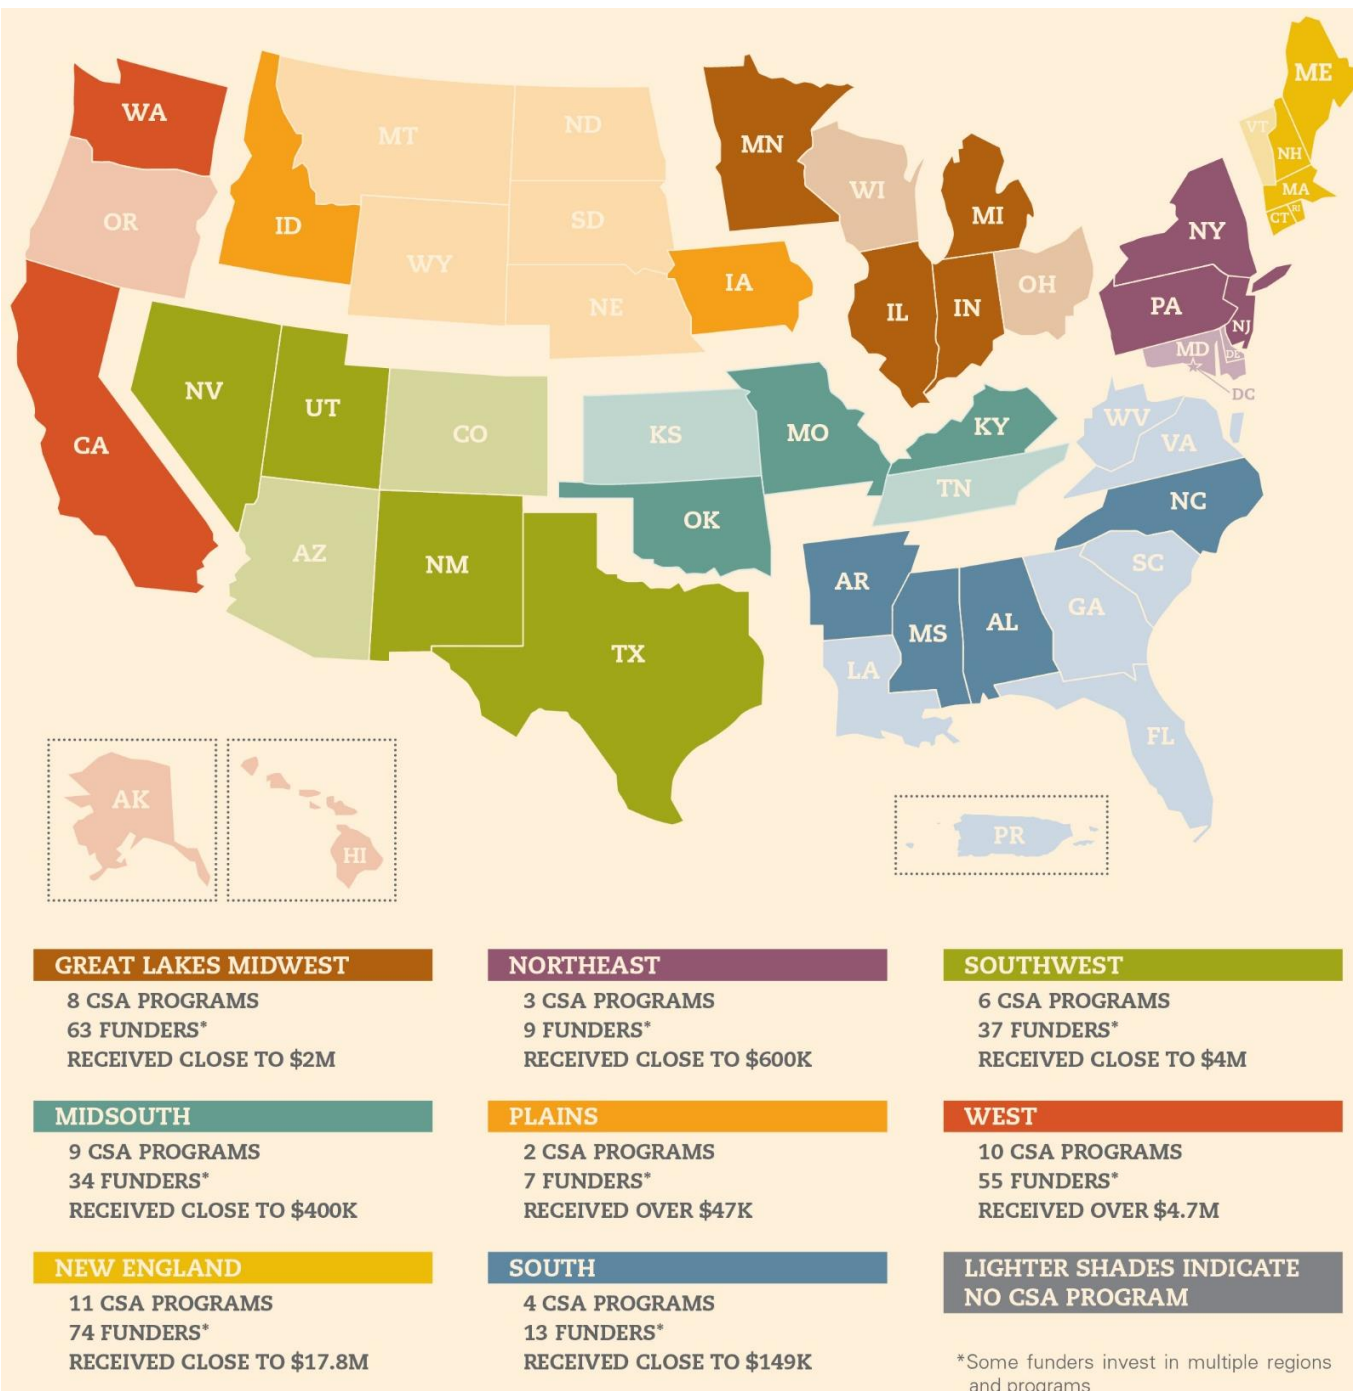 WA
OR
CA
ID
MT
ND
SD
WY
NE
IA
NV
UT
CO
AZ
NM
TX
MN
WI
MI
IL
IN
OH
KS
MO
KY
TN
OK
AR
LA
MS
AL
GA
SC
NC
VA
WV
FL
ME
VT
NH
MA
CT
RI
NY
PA
NJ
MD
DE
DC
AK
HI
PR
GREAT LAKES MIDWEST
8 CSA PROGRAMS
63 FUNDERS*
RECEIVED CLOSE TO $2M
NORTHEAST
3 CSA PROGRAMS
9 FUNDERS*
RECEIVED CLOSE TO $600K
SOUTHWEST
6 CSA PROGRAMS
37 FUNDERS*
RECEIVED CLOSE TO $4M
MIDSOUTH
9 CSA PROGRAMS
34 FUNDERS*
RECEIVED CLOSE TO $400K
PLAINS
2 CSA PROGRAMS
7 FUNDERS*
RECEIVED OVER $47K
WEST
10 CSA PROGRAMS
55 FUNDERS*
RECEIVED OVER $4.7M
NEW ENGLAND
11 CSA PROGRAMS
74 FUNDERS*
RECEIVED CLOSE TO $17.8M
SOUTH
4 CSA PROGRAMS
13 FUNDERS*
RECEIVED CLOSE TO $149K
LIGHTER SHADES INDICATE
NO CSA PROGRAM
*Some funders invest in multiple regions
and programs